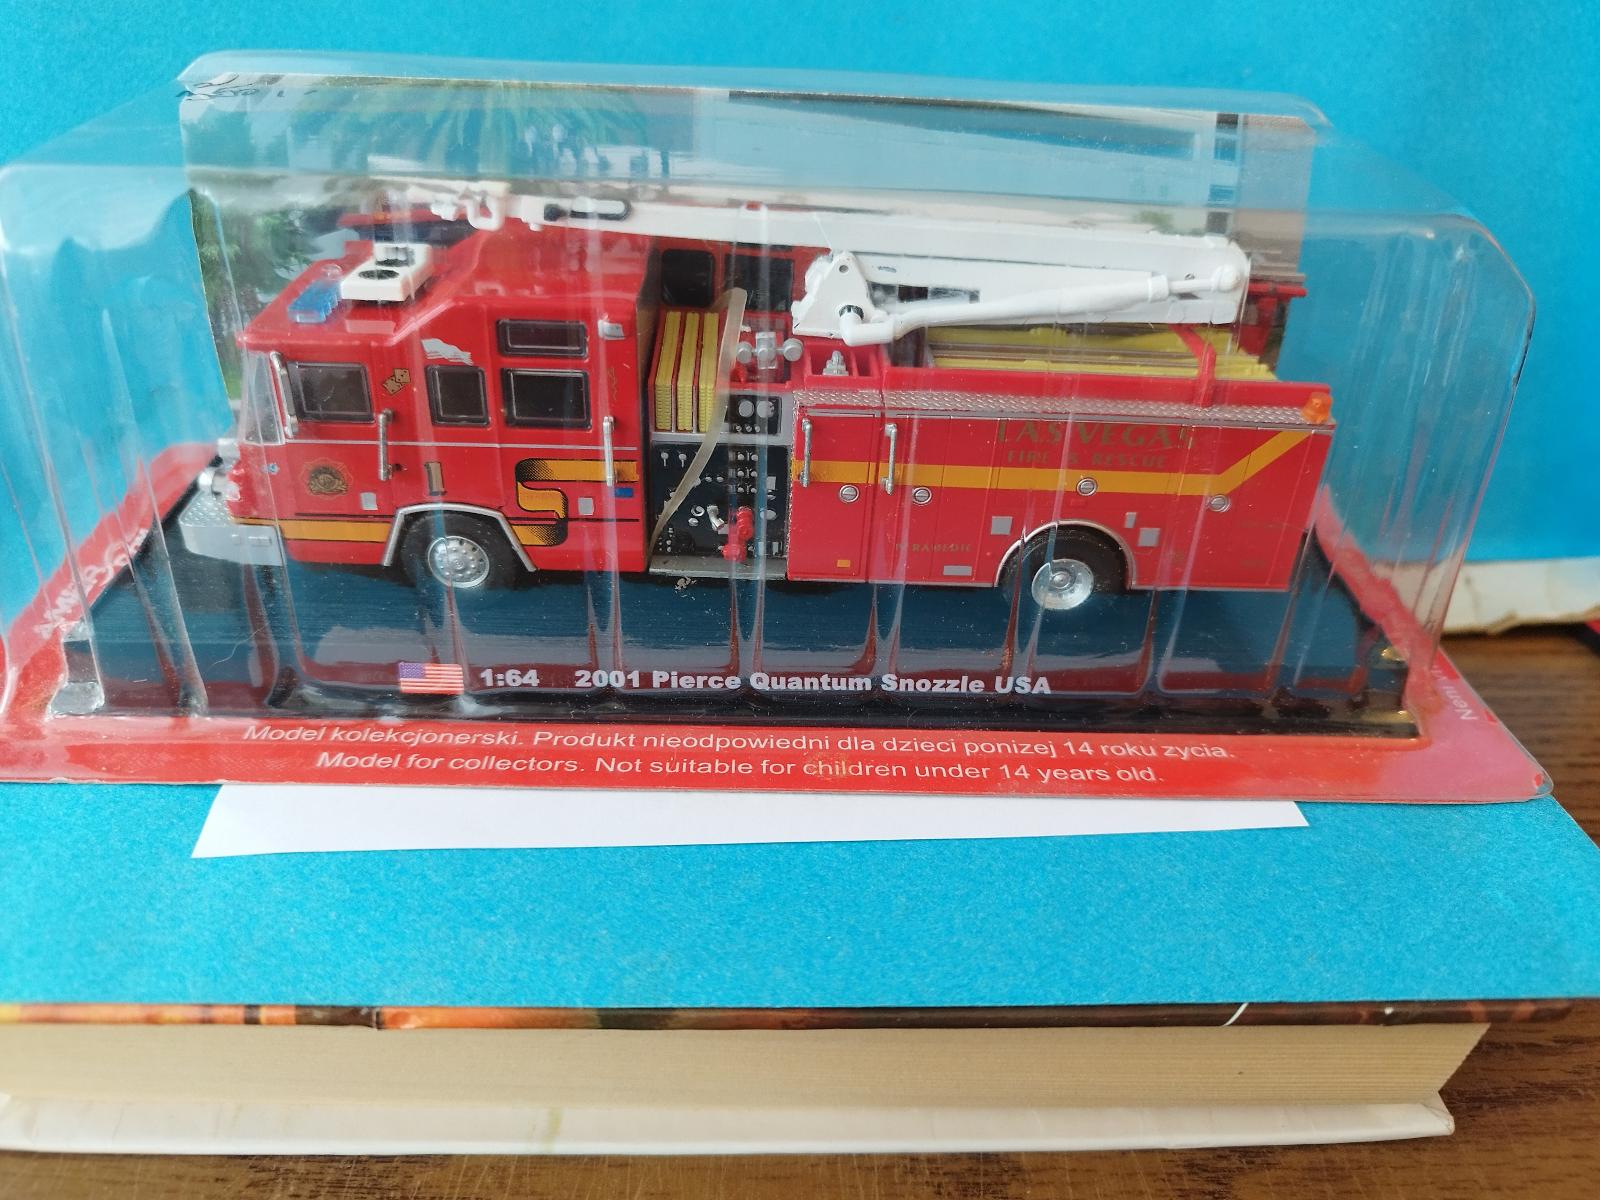 LAS VEGAS
FIRE & RESCUE
1
PARAMEDIC
1:64 2001 Pierce Quantum Snozzle USA
Model kolekcjonerski. Produkt nieodpowiedni dla dzieci ponizej 14 roku zycia.
Model for collectors. Not suitable for children under 14 years old.